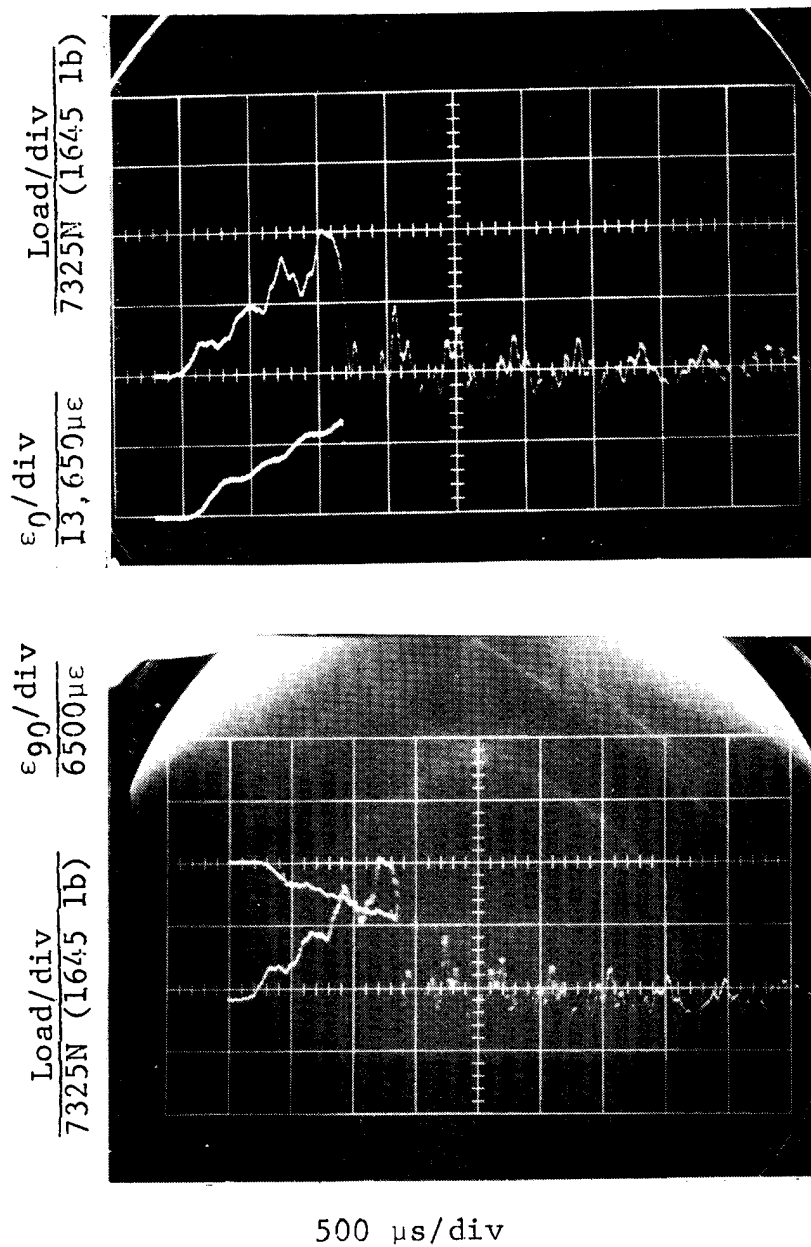 Load/div
7325N (1645 lb)
ε0/div
13,650με
ε90/div
6500με
Load/div
7325N (1645 lb)
500 μs/div